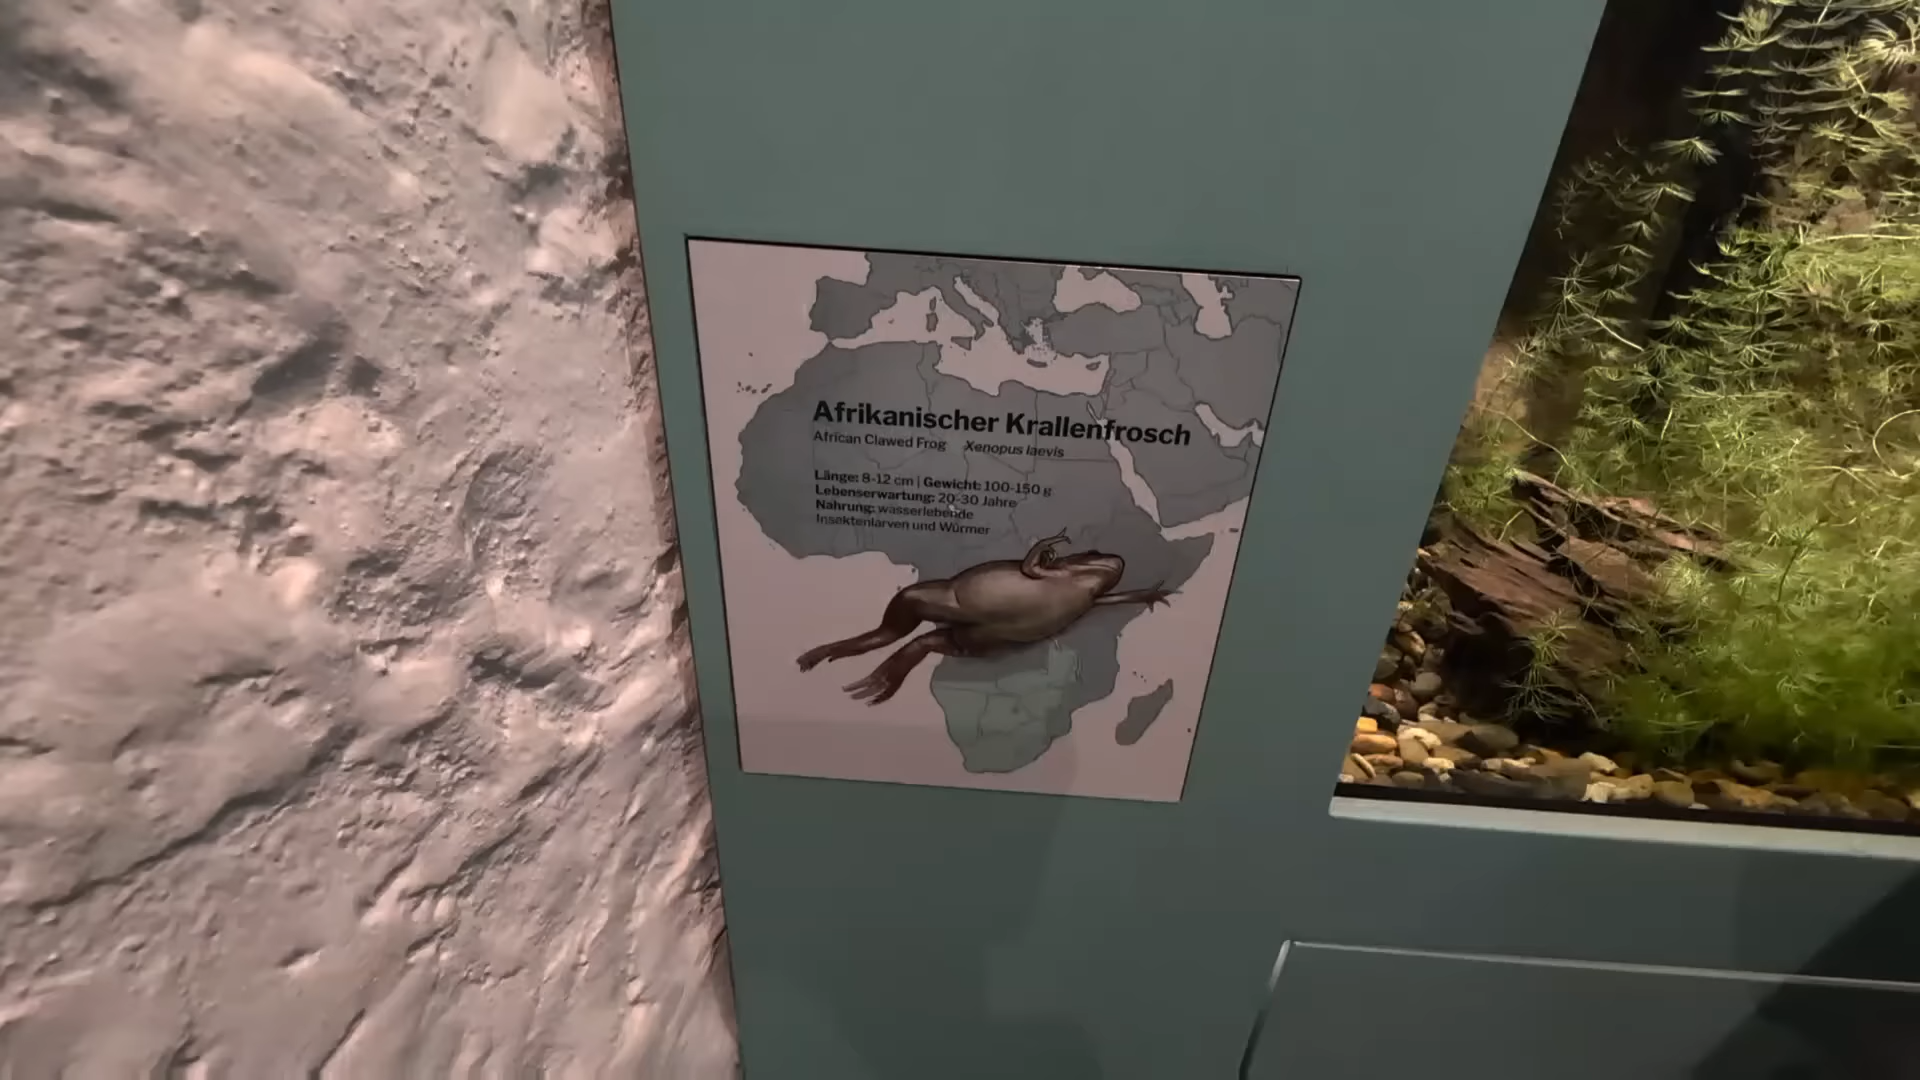 Afrikanischer Krallenfrosch
African Clawed Frog Xenopus laevis
Länge: 8-12 cm | Gewicht: 100-150 g
Lebenserwartung: 20-30 Jahre
Nahrung: wasserlebende
Insektenlarven und Würmer